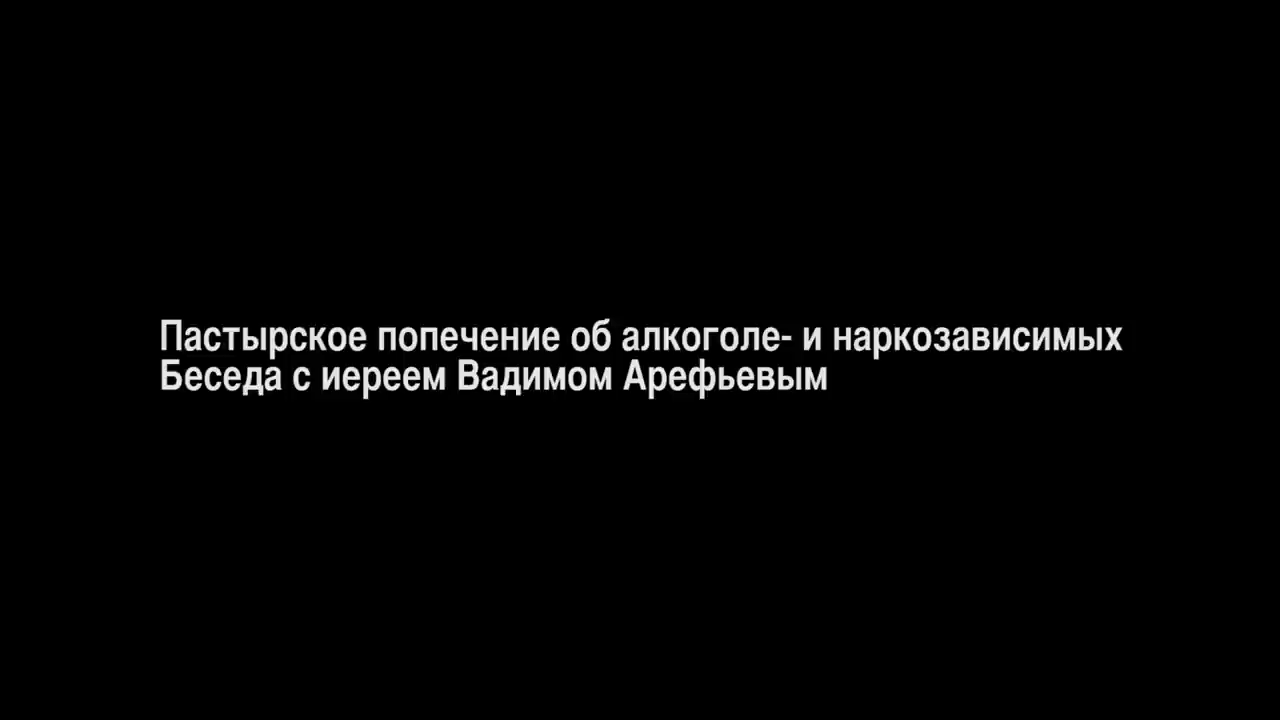 Пастырское попечение об алкоголе- и наркозависимых
Беседа с иереем Вадимом Арефьевым